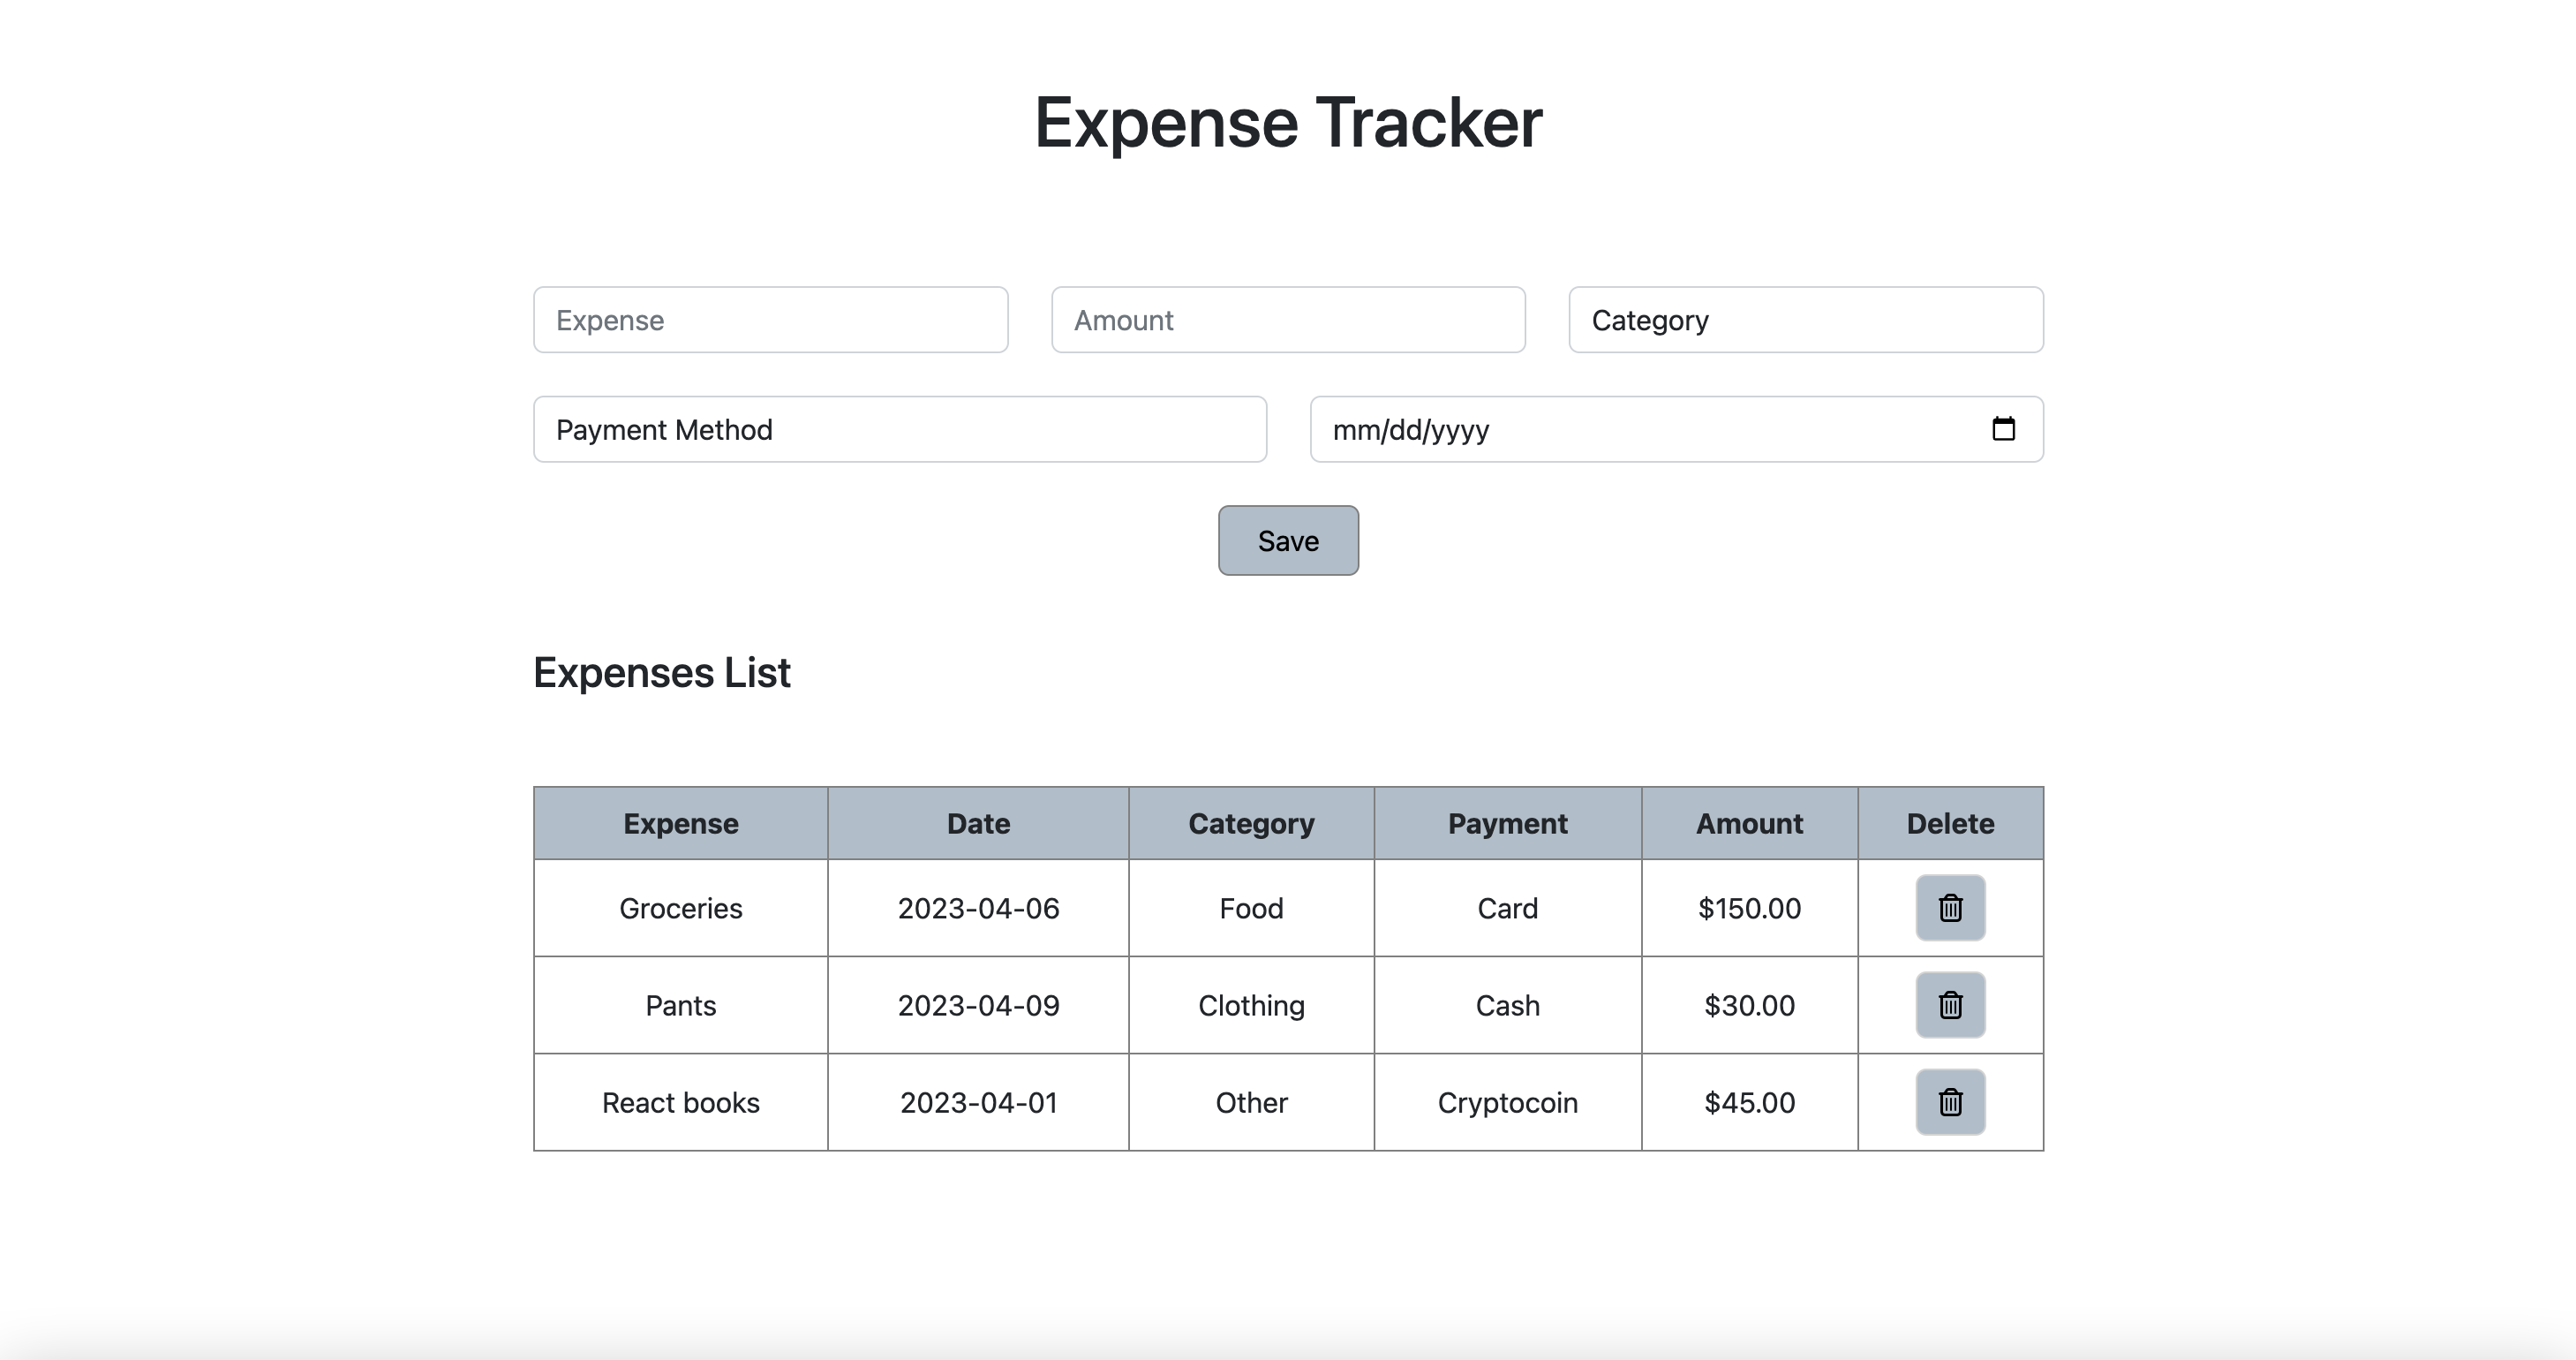 Expense Tracker
Expense Amount Category
Payment Method mm/dd/yyyy
Save
Expenses List
Expense Date Category Payment Amount Delete
Groceries 2023-04-06 Food Card $150.00
Pants 2023-04-09 Clothing Cash $30.00
React books 2023-04-01 Other Cryptocoin $45.00